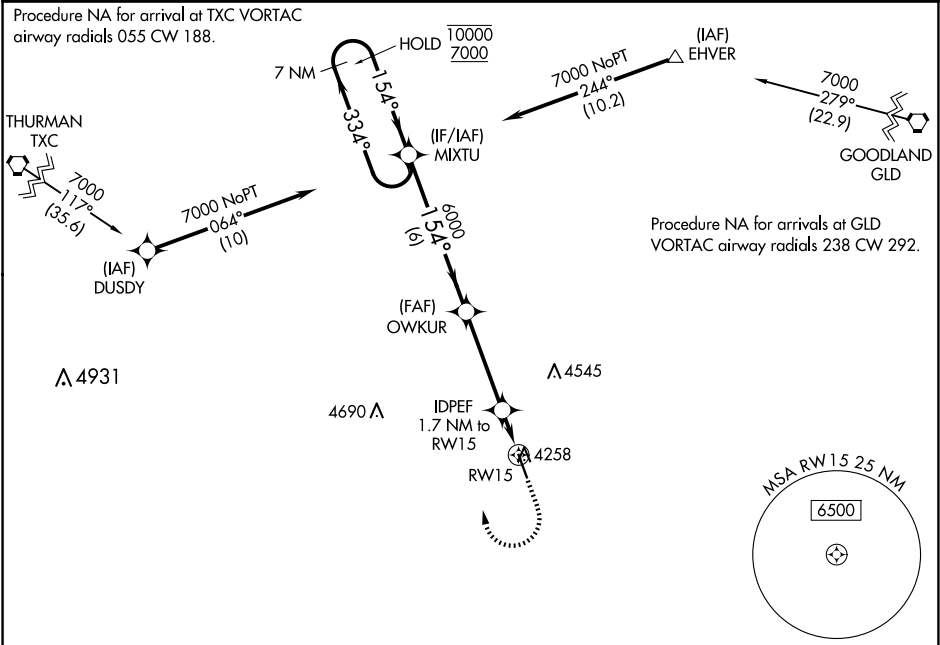 Procedure NA for arrival at TXC VORTAC
airway radials 055 CW 188.
HOLD
10000
7000
7 NM
154°
334°
(IF/IAF)
MIXTU
(IAF)
EHVER
7000 NoPT
244°
(10.2)
7000
279°
(22.9)
GOODLAND
GLD
THURMAN
TXC
7000
117°
(35.6)
7000 NoPT
064°
(10)
(IAF)
DUSDY
6000
154°
(6)
Procedure NA for arrivals at GLD
VORTAC airway radials 238 CW 292.
(FAF)
OWKUR
4931
4545
4690
IDPEF
1.7 NM to
RW15
4258
RW15
MSA RW15 25 NM
6500